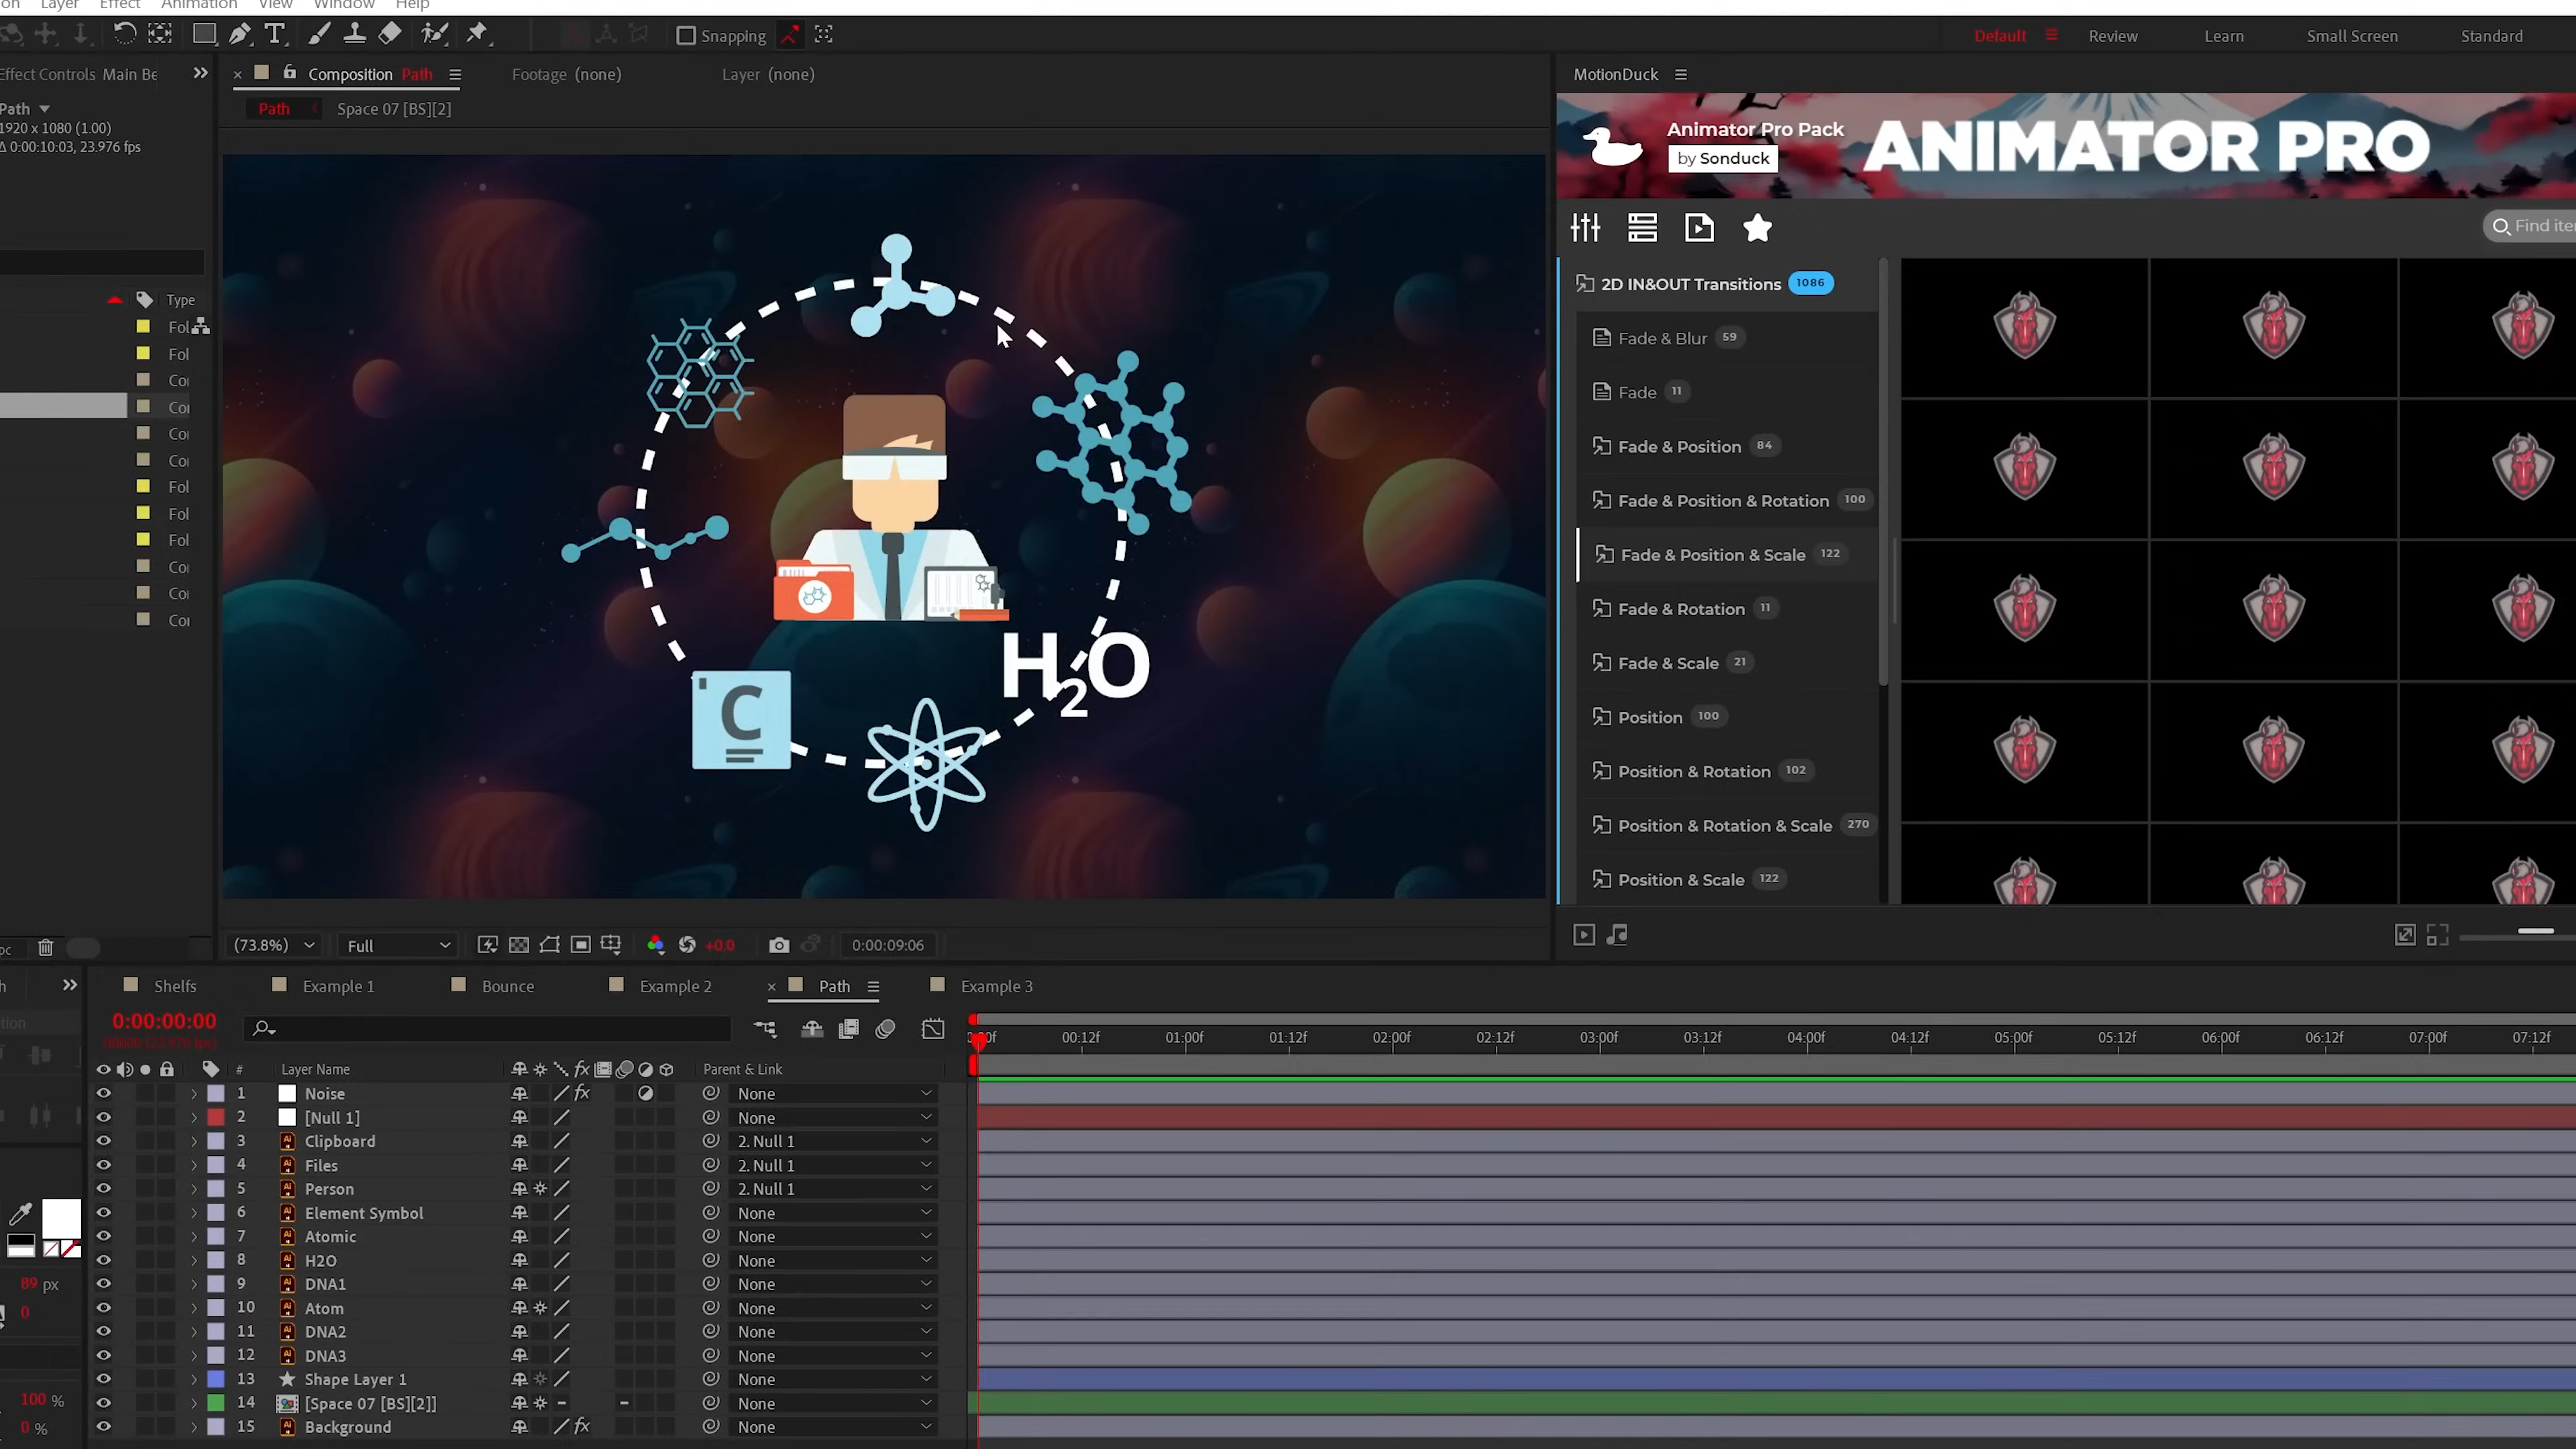 on Layer Effect Animation View Window Help
Snapping
Default Review Learn Small Screen Standard
Effect Controls Main Be
Composition Path Footage (none) Layer (none)
Path Space 07 [BS][2]
Path
1920 x 1080 (1.00)
Δ 0:00:10:03, 23.976 fps
Type
Fol
Fol
Co
Co
Co
Co
Fol
Fol
Fol
Co
Co
Co
H2O
C
MotionDuck
Animator Pro Pack
by Sonduck
ANIMATOR PRO
Find ite
2D IN&OUT Transitions 1086
Fade & Blur 59
Fade 11
Fade & Position 84
Fade & Position & Rotation 100
Fade & Position & Scale 122
Fade & Rotation 11
Fade & Scale 21
Position 100
Position & Rotation 102
Position & Rotation & Scale 270
Position & Scale 122
pc
(73.8%) Full +0.0 0:00:09:06
Shelfs Example 1 Bounce Example 2 Path Example 3
0:00:00:00
00000 (23.976 fps)
00f 00:12f 01:00f 01:12f 02:00f 02:12f 03:00f 03:12f 04:00f 04:12f 05:00f 05:12f 06:00f 06:12f 07:00f 07:12f
# Layer Name fx Parent & Link
1 Noise fx None
2 [Null 1] None
3 Clipboard 2. Null 1
4 Files 2. Null 1
5 Person 2. Null 1
6 Element Symbol None
7 Atomic None
8 H2O None
9 DNA1 None
10 Atom None
11 DNA2 None
12 DNA3 None
13 Shape Layer 1 None
14 [Space 07 [BS][2]] None
15 Background fx None
89 px
0
100 %
0 %